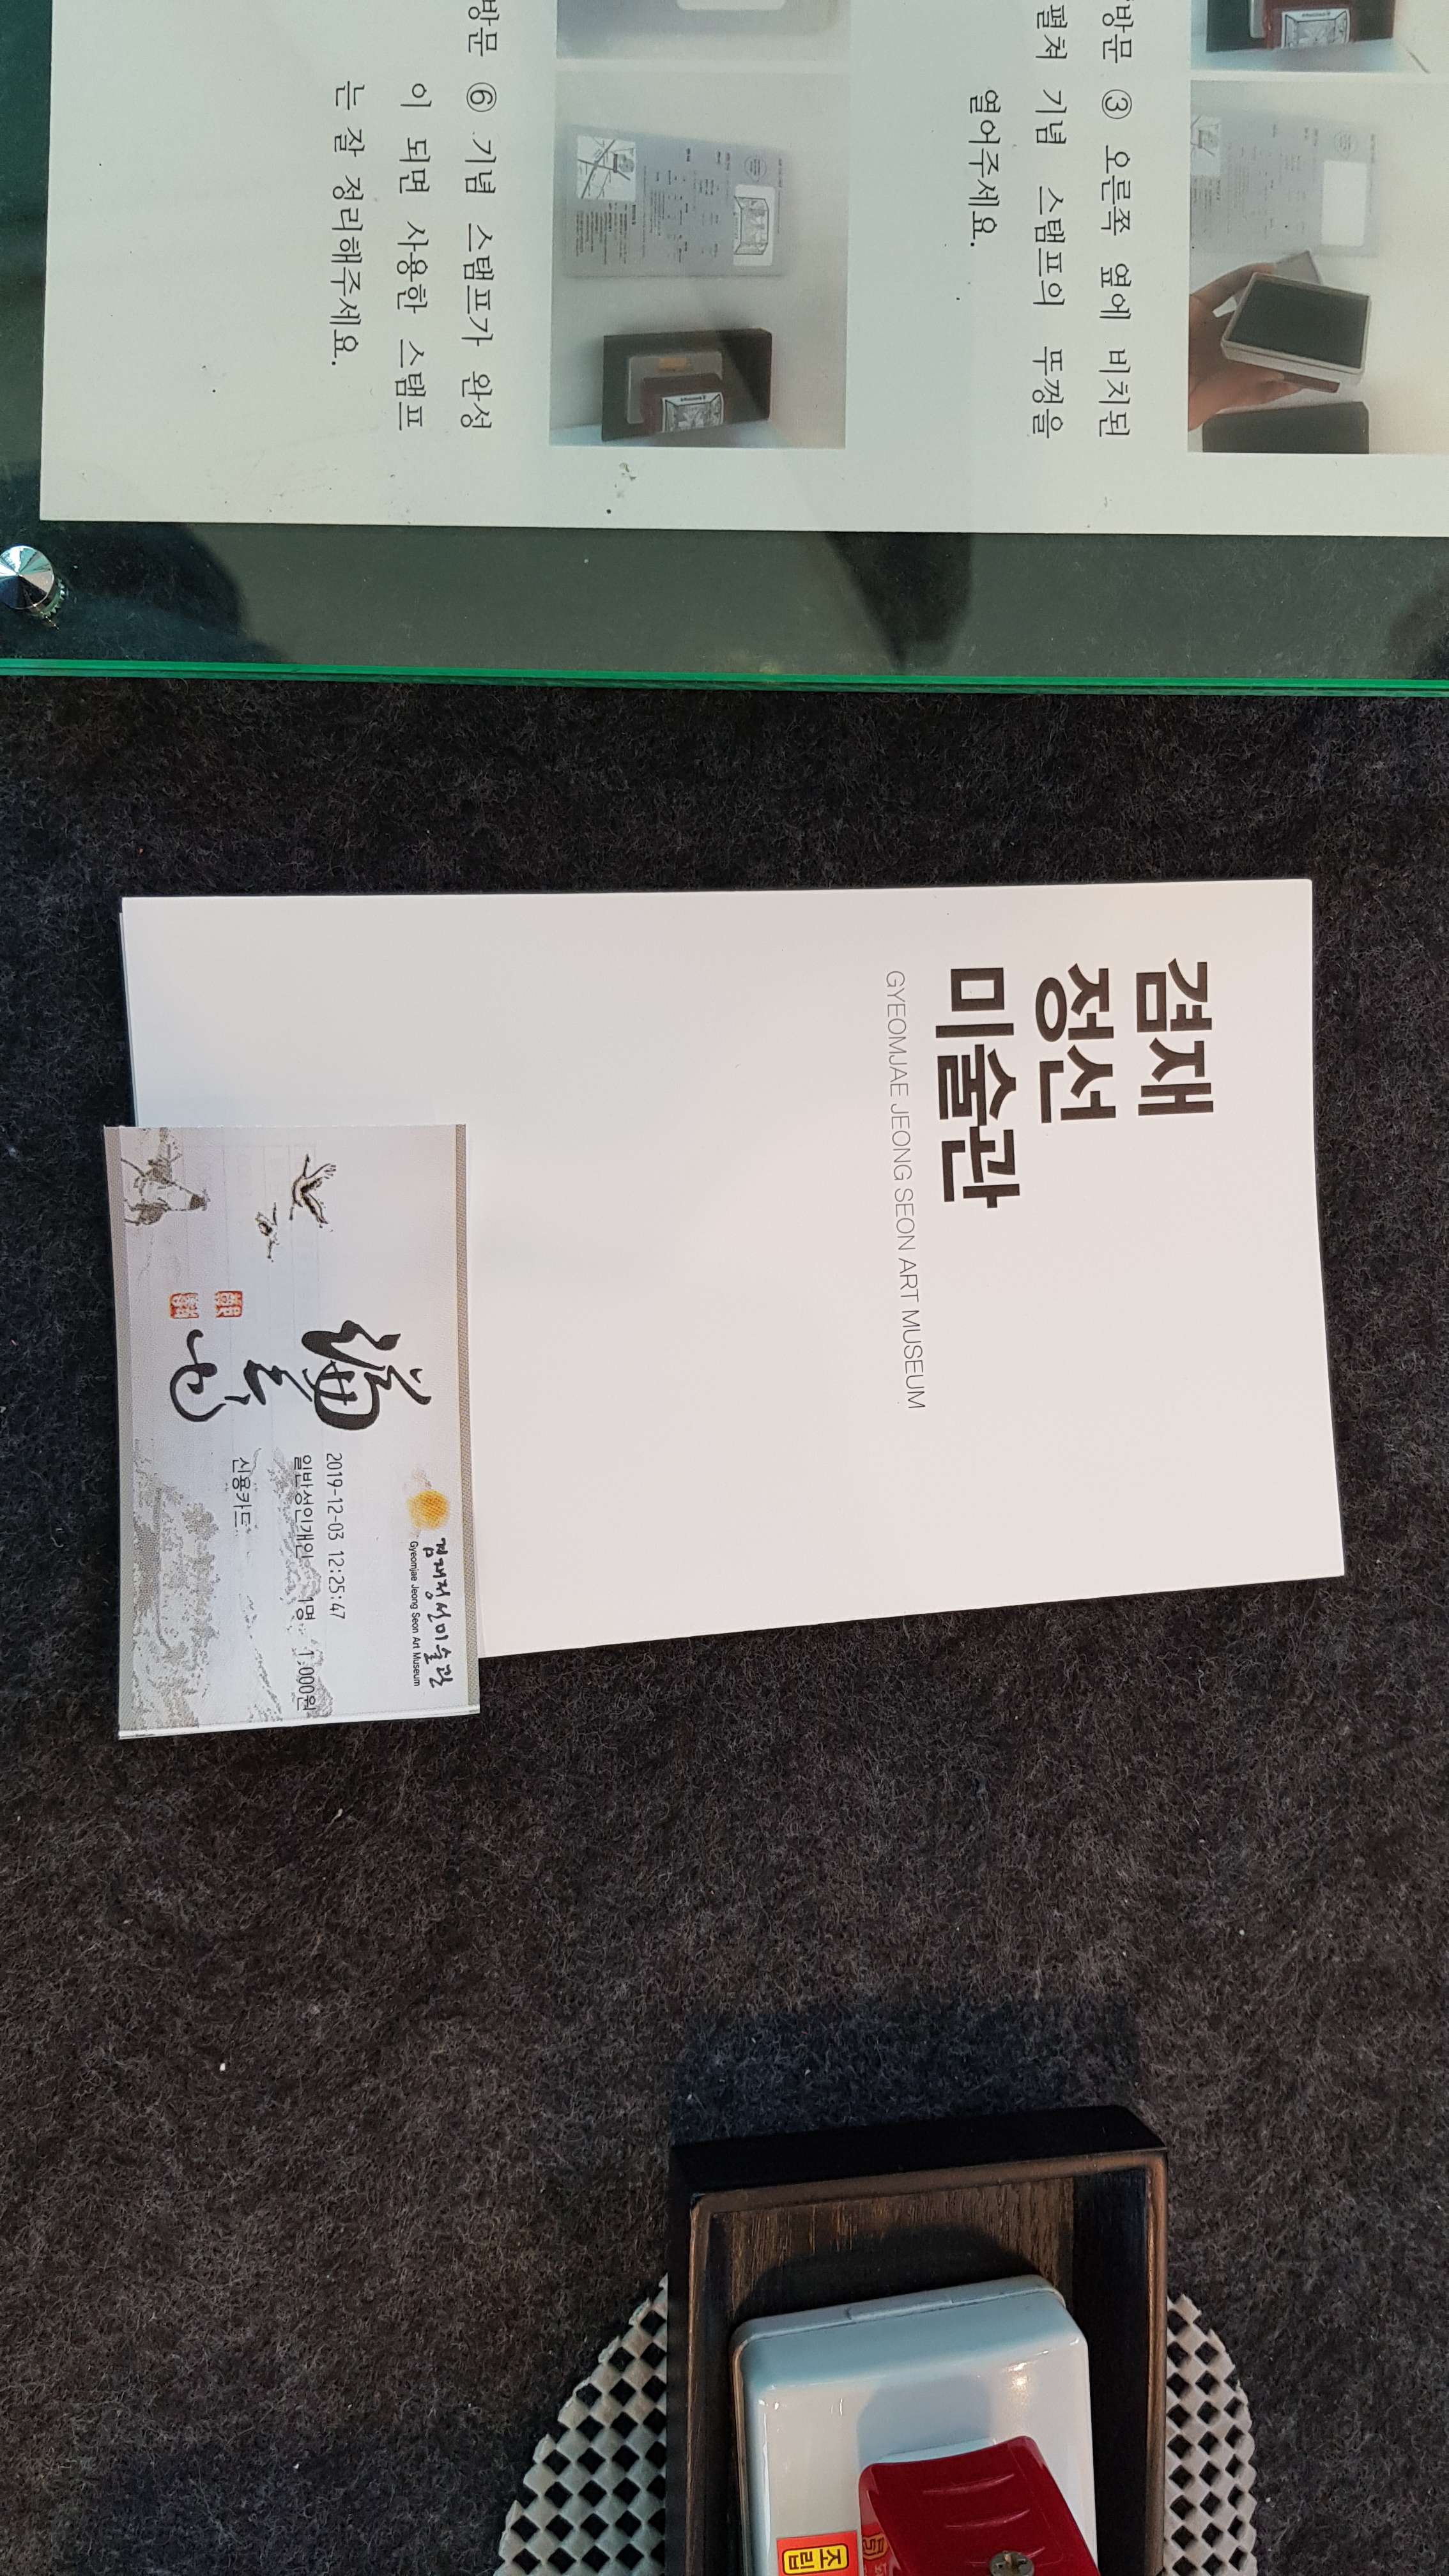 방문
③ 오른쪽 옆에 비치된
펼쳐
기념 스탬프의 뚜껑을
열어주세요.
방문
⑥ 기념 스탬프가 완성
이 되면 사용한 스탬프
는 잘 정리해주세요.
겸재
정선
미술관
GYEOMJAE JEONG SEON ART MUSEUM
겸재정선미술관
Gyeomjae Jeong Seon Art Museum
2019-12-03 12:25:47
일반성인개인 1명 1,000원
신용카드
조립